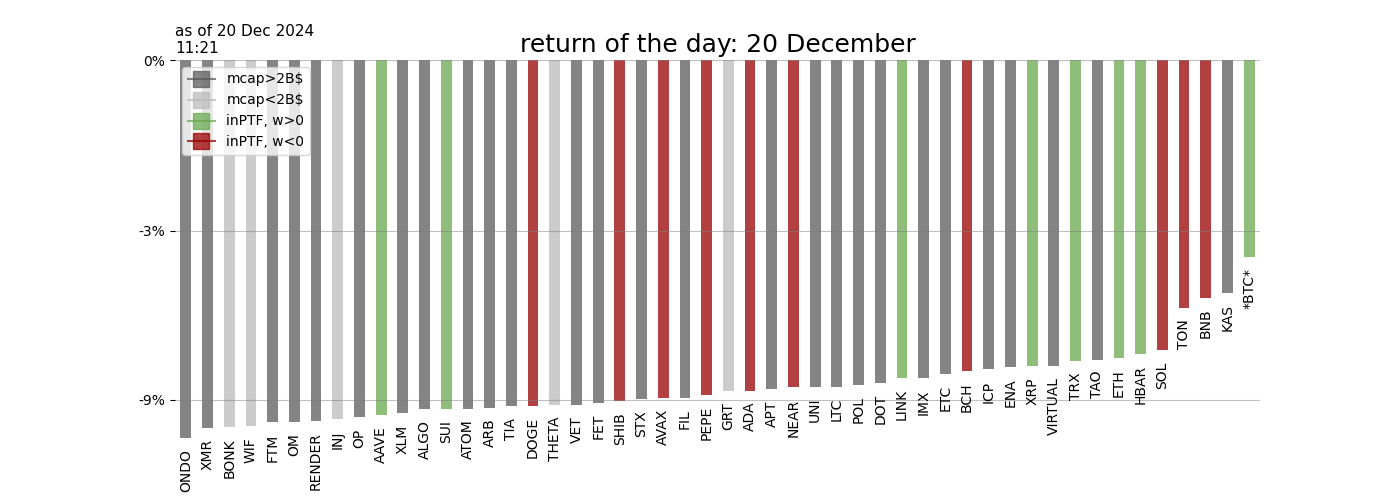 as of 20 Dec 2024
11:21
return of the day: 20 December
0%
-3%
-9%
mcap>2B$
mcap<2B$
inPTF, w>0
inPTF, w<0
ONDO
XMR
BONK
WIF
FTM
OM
RENDER
INJ
OP
AAVE
XLM
ALGO
SUI
ATOM
ARB
TIA
DOGE
THETA
VET
FET
SHIB
STX
AVAX
FIL
PEPE
GRT
ADA
APT
NEAR
UNI
LTC
POL
DOT
LINK
IMX
ETC
BCH
ICP
ENA
XRP
VIRTUAL
TRX
TAO
ETH
HBAR
SOL
TON
BNB
KAS
*BTC*